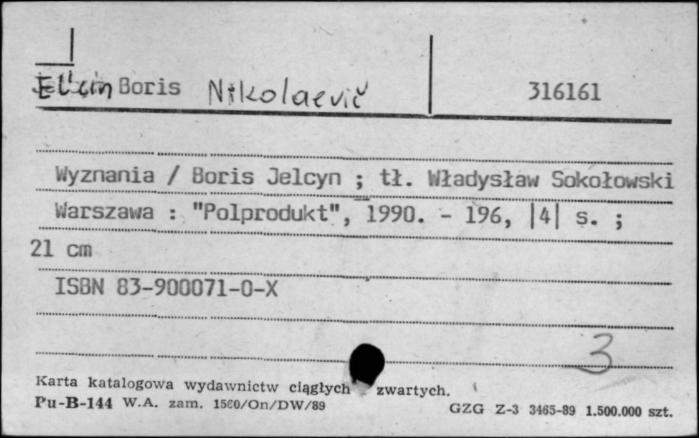 El'cin Boris Nikolaevič 316161
Wyznania / Boris Jelcyn ; tł. Władysław Sokołowski
Warszawa : "Polprodukt", 1990. - 196, |4| s. ;
21 cm
ISBN 83-900071-0-X
3
Karta katalogowa wydawnictw ciągłych zwartych.
Pu-B-144 W.A. zam. 1500/On/DW/89 GZG Z-3 3465-89 1.500.000 szt.